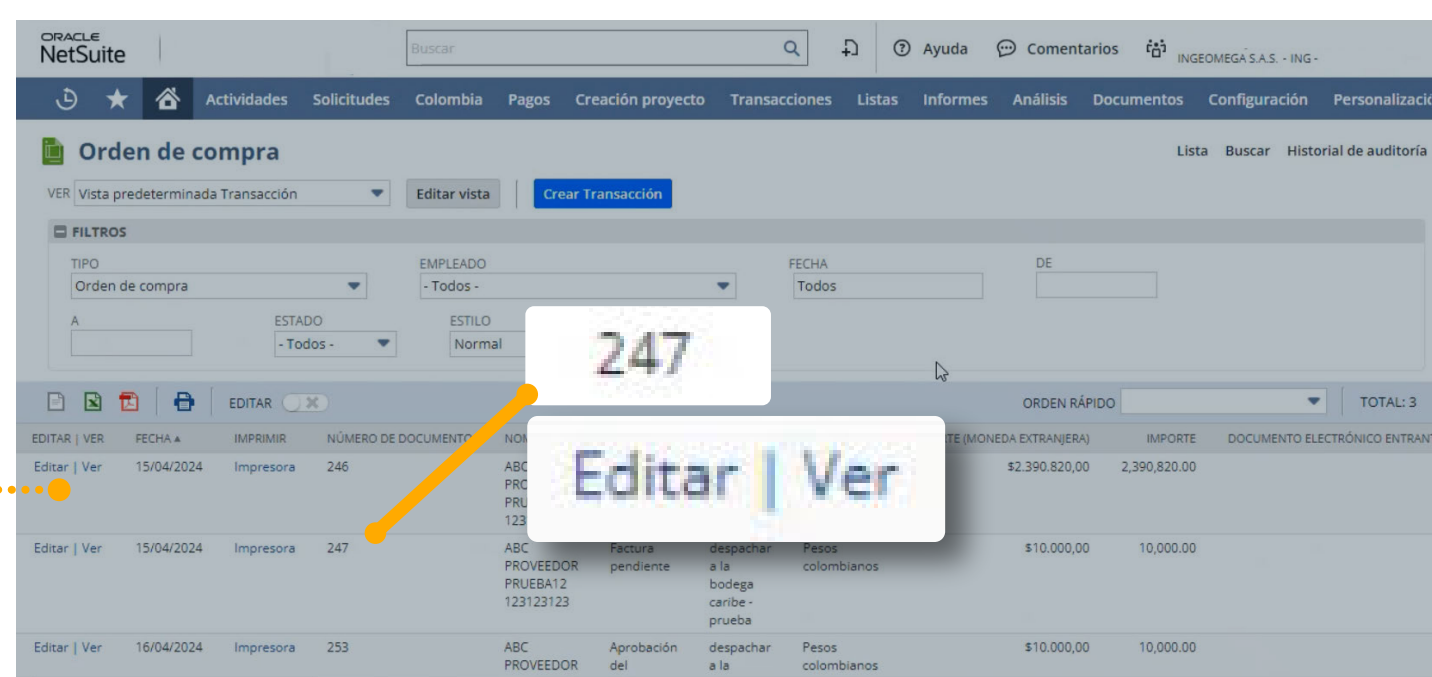 ORACLE
NetSuite
Buscar
Ayuda
Comentarios
INGEOMEGA S.A.S. - ING -
Actividades Solicitudes Colombia Pagos Creación proyecto Transacciones Listas Informes Análisis Documentos Configuración Personalizació
Orden de compra
Lista Buscar Historial de auditoría
VER Vista predeterminada Transacción Editar vista Crear Transacción
FILTROS
TIPO EMPLEADO FECHA DE
Orden de compra - Todos - Todos
A ESTADO ESTILO
- Todos - Normal
247
EDITAR ORDEN RÁPIDO TOTAL: 3
EDITAR | VER FECHA IMPRIMIR NÚMERO DE DOCUMENTO (MONEDA EXTRANJERA) IMPORTE DOCUMENTO ELECTRÓNICO ENTRANT
Editar | Ver
Editar | Ver 15/04/2024 Impresora 246 ABC $2.390.820,00 2,390,820.00
PRO
PRU
123
Editar | Ver 15/04/2024 Impresora 247 ABC Factura despachar Pesos $10.000,00 10,000.00
PROVEEDOR pendiente a la colombianos
PRUEBA12 bodega
123123123 caribe -
prueba
Editar | Ver 16/04/2024 Impresora 253 ABC Aprobación despachar Pesos $10.000,00 10,000.00
PROVEEDOR del a la colombianos